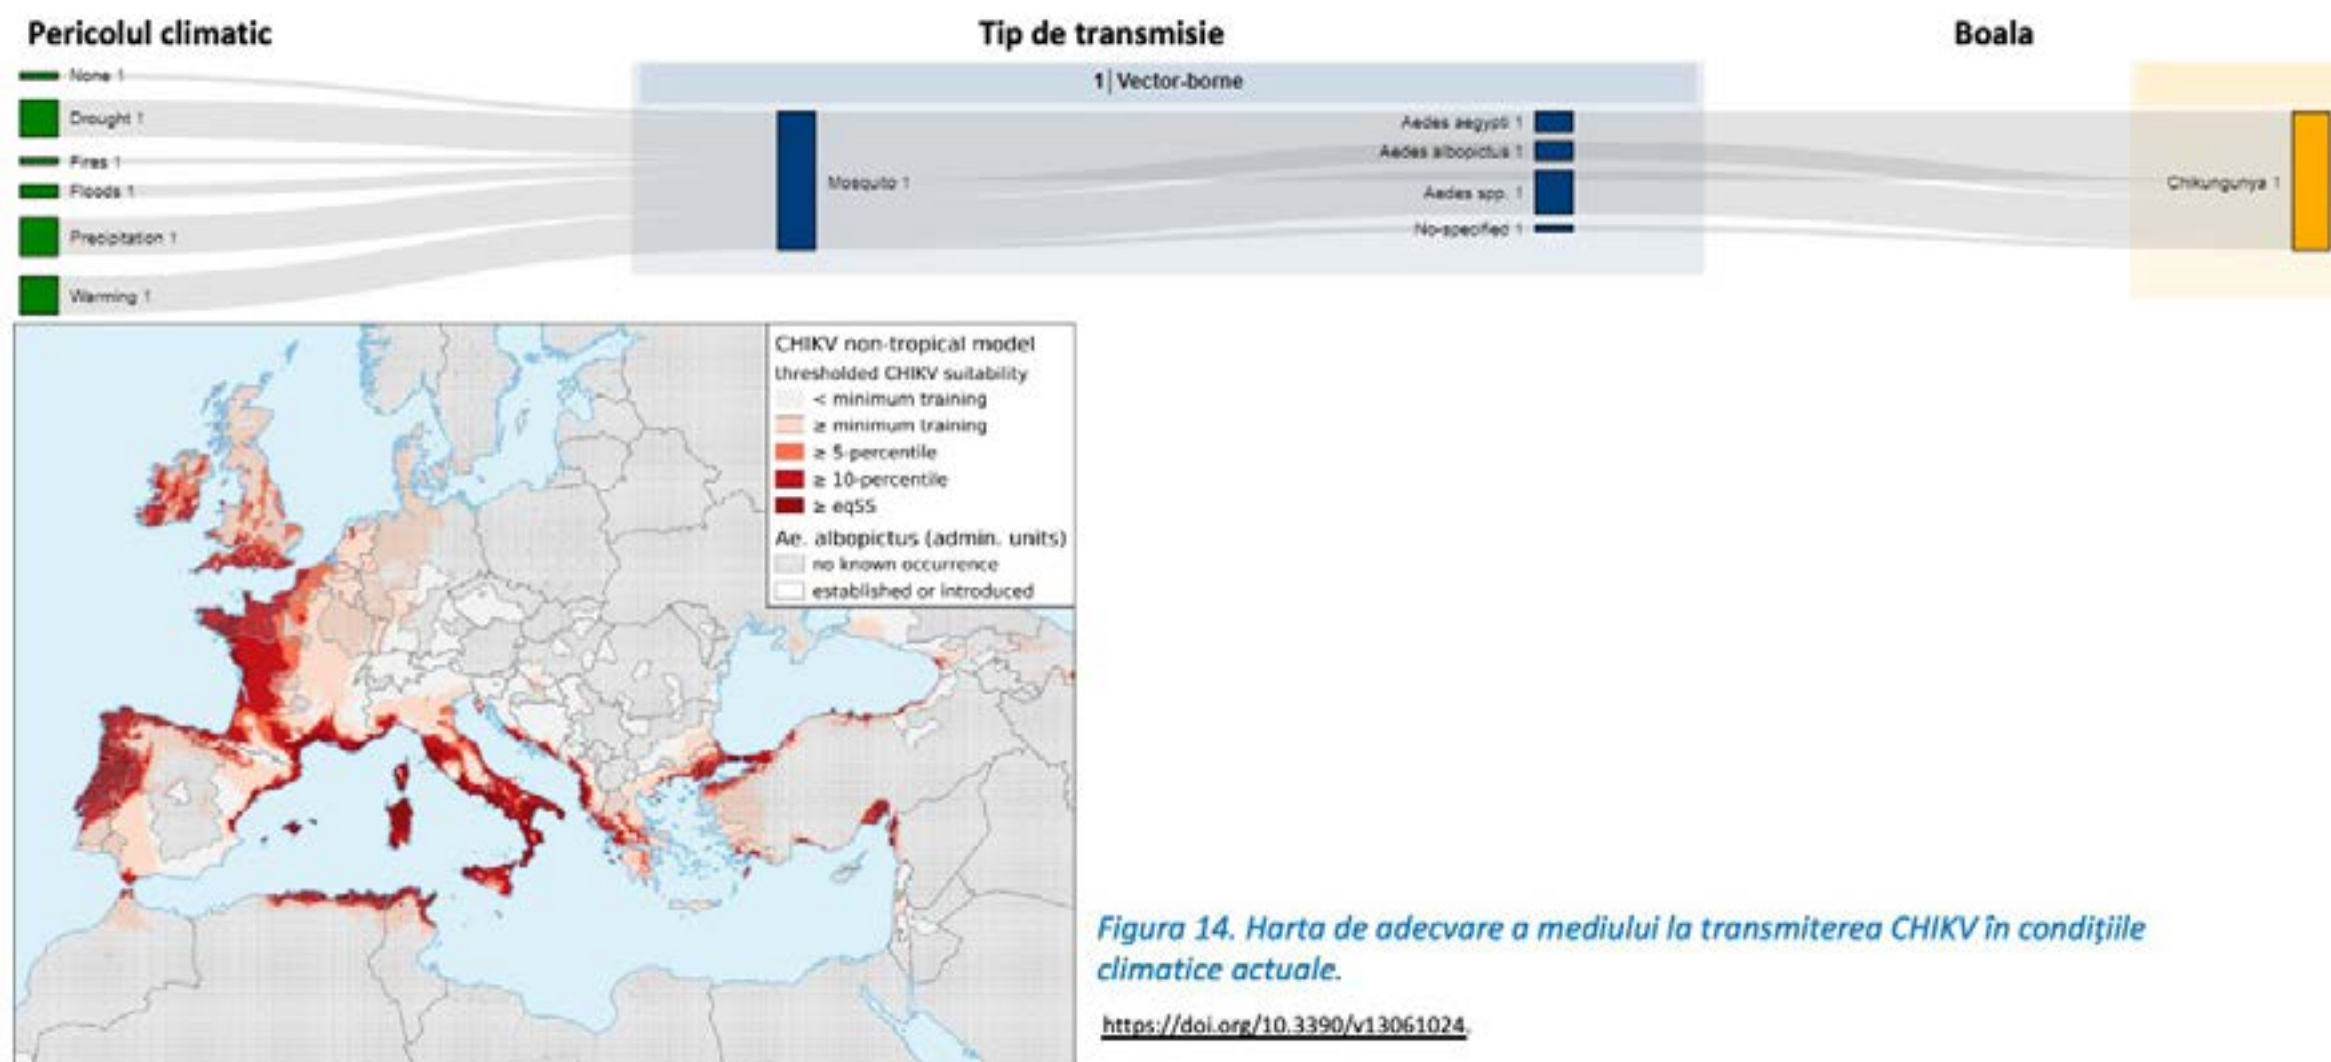 Pericolul climatic
Tip de transmisie
Boala
None 1
Drought 1
Fires 1
Floods 1
Precipitation 1
Warming 1
1 | Vector-borne
Mosquito 1
Aedes aegypti 1
Aedes albopictus 1
Aedes spp. 1
No-specified 1
Chikungunya 1
CHIKV non-tropical model
thresholded CHIKV suitability
< minimum training
≥ minimum training
≥ 5-percentile
≥ 10-percentile
≥ eqSS
Ae. albopictus (admin. units)
no known occurrence
established or introduced
Figura 14. Harta de adecvare a mediului la transmiterea CHIKV în condițiile
climatice actuale.
https://doi.org/10.3390/v13061024.